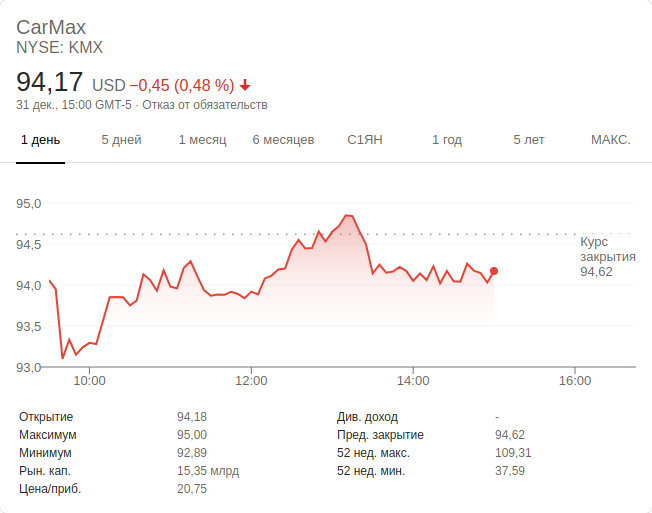 CarMax
NYSE: KMX
94,17 USD −0,45 (0,48 %)
31 дек., 15:00 GMT-5 · Отказ от обязательств
1 день 5 дней 1 месяц 6 месяцев С1ЯН 1 год 5 лет МАКС.
95,0
94,5
Курс закрытия 94,62
94,0
93,5
93,0
10:00 12:00 14:00 16:00
Открытие 94,18
Максимум 95,00
Минимум 92,89
Рын. кап. 15,35 млрд
Цена/приб. 20,75
Див. доход -
Пред. закрытие 94,62
52 нед. макс. 109,31
52 нед. мин. 37,59